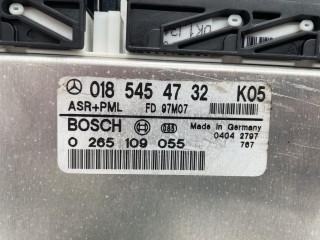 018 545 47 32 K05
ASR+PML FD 97M07
BOSCH Made in Germany
0 265 109 055 0404 2797
767